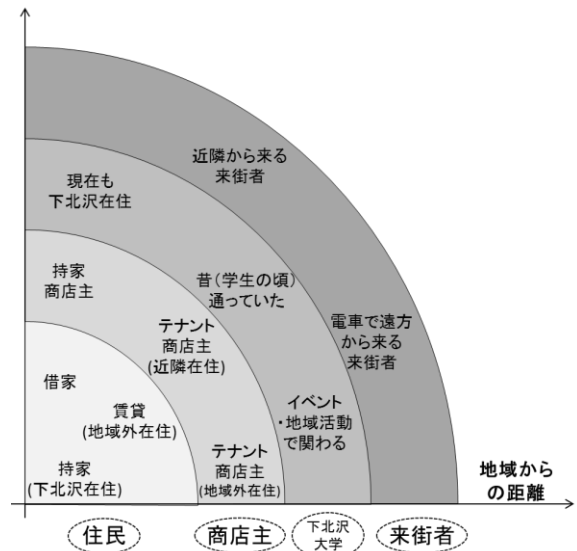 近隣から来る
来街者
現在も
下北沢在住
持家
商店主
昔(学生の頃)
通っていた
テナント
商店主
(近隣在住)
電車で遠方
から来る
来街者
借家
賃貸
(地域外在住)
イベント
・地域活動
で関わる
持家
(下北沢在住)
テナント
商店主
(地域外在住)
地域から
の距離
住民
商店主
下北沢
大学
来街者